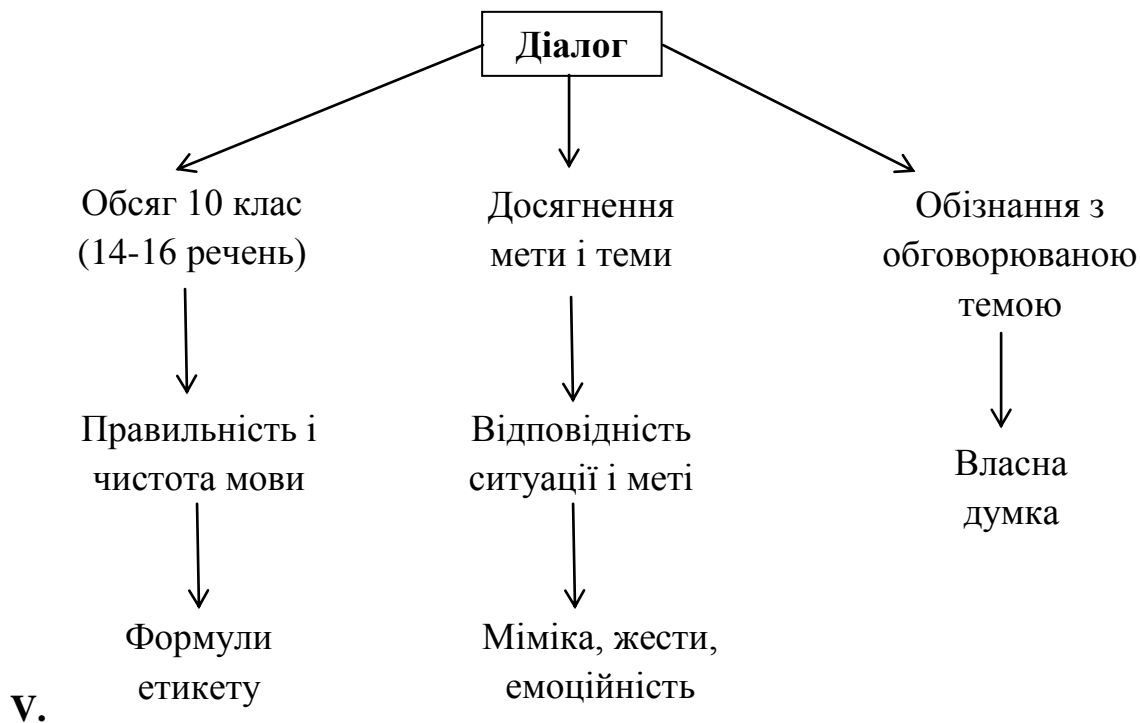 Діалог
Обсяг 10 клас
(14-16 речень)
Правильність і
чистота мови
Формули
етикету
Досягнення
мети і теми
Відповідність
ситуації і меті
Міміка, жести,
емоційність
Обізнання з
обговорюваною
темою
Власна
думка
v.